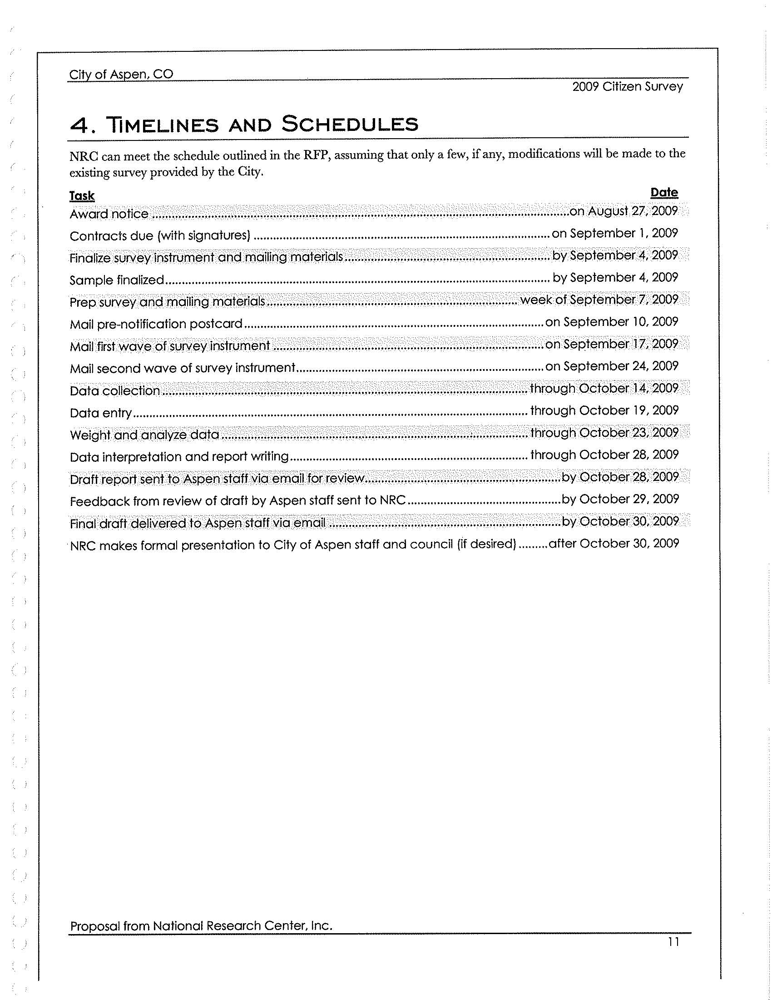 City of Aspen, CO
2009 Citizen Survey
4. TIMELINES AND SCHEDULES
NRC can meet the schedule outlined in the RFP, assuming that only a few, if any, modifications will be made to the
existing survey provided by the City.
Task Date
Award notice ........ on August 27, 2009
Contracts due (with signatures) ........ on September 1, 2009
Finalize survey instrument and mailing materials ........ by September 4, 2009
Sample finalized ........ by September 4, 2009
Prep survey and mailing materials ........ week of September 7, 2009
Mail pre-notification postcard ........ on September 10, 2009
Mail first wave of survey instrument ........ on September 17, 2009
Mail second wave of survey instrument ........ on September 24, 2009
Data collection ........ through October 14, 2009
Data entry ........ through October 19, 2009
Weight and analyze data ........ through October 23, 2009
Data interpretation and report writing ........ through October 28, 2009
Draft report sent to Aspen staff via email for review ........ by October 28, 2009
Feedback from review of draft by Aspen staff sent to NRC ........ by October 29, 2009
Final draft delivered to Aspen staff via email ........ by October 30, 2009
NRC makes formal presentation to City of Aspen staff and council (if desired) ......... after October 30, 2009
Proposal from National Research Center, Inc.
11